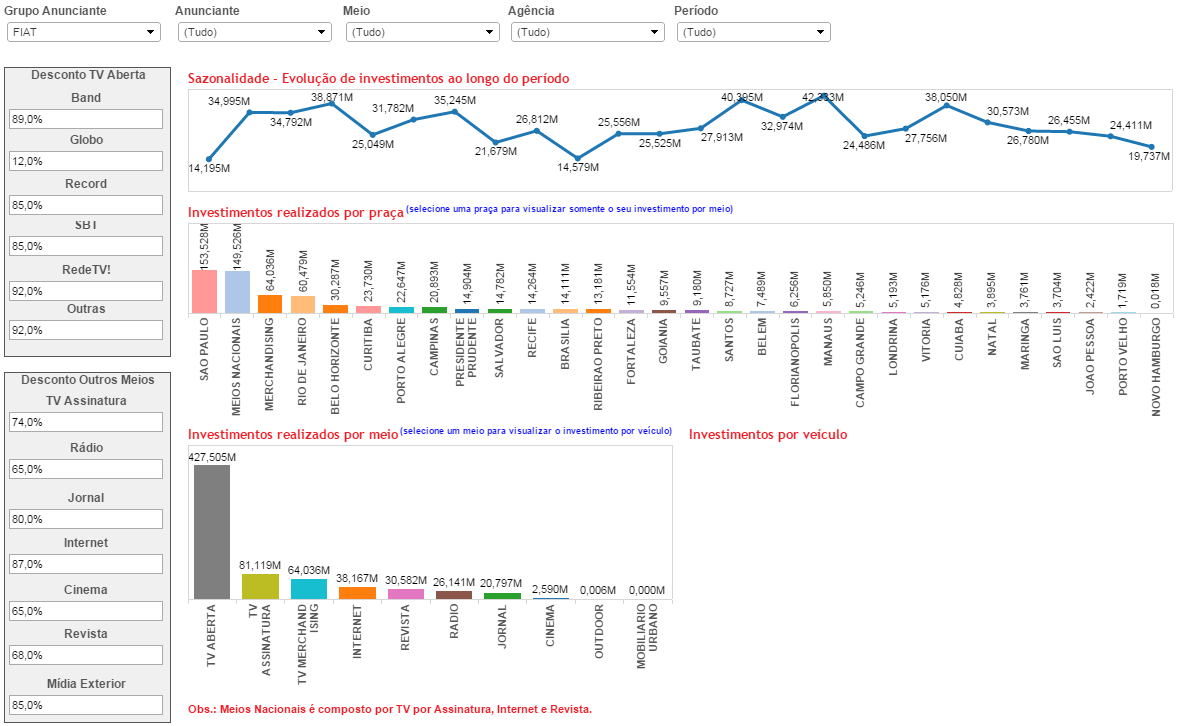 Grupo Anunciante
Anunciante
Meio
Agência
Período
FIAT
(Tudo)
(Tudo)
(Tudo)
(Tudo)
Desconto TV Aberta
Band
89,0%
Globo
12,0%
Record
85,0%
SBT
85,0%
RedeTV!
92,0%
Outras
92,0%
Desconto Outros Meios
TV Assinatura
74,0%
Rádio
65,0%
Jornal
80,0%
Internet
87,0%
Cinema
65,0%
Revista
68,0%
Mídia Exterior
85,0%
Sazonalidade - Evolução de investimentos ao longo do período
14,195M
34,995M
34,792M
38,871M
25,049M
31,782M
35,245M
21,679M
26,812M
14,579M
25,556M
25,525M
27,913M
40,395M
32,974M
42,333M
24,486M
27,756M
38,050M
30,573M
26,780M
26,455M
24,411M
19,737M
Investimentos realizados por praça (selecione uma praça para visualizar somente o seu investimento por meio)
153,528M
149,526M
64,036M
60,479M
30,287M
23,730M
22,647M
20,893M
14,904M
14,782M
14,264M
14,111M
13,181M
11,554M
9,557M
9,180M
8,727M
7,489M
6,256M
5,850M
5,246M
5,193M
5,176M
4,828M
3,895M
3,761M
3,704M
2,422M
1,719M
0,018M
SAO PAULO
MEIOS NACIONAIS
MERCHANDISING
RIO DE JANEIRO
BELO HORIZONTE
CURITIBA
PORTO ALEGRE
CAMPINAS
PRESIDENTE
PRUDENTE
SALVADOR
RECIFE
BRASILIA
RIBEIRAO PRETO
FORTALEZA
GOIANIA
TAUBATE
SANTOS
BELEM
FLORIANOPOLIS
MANAUS
CAMPO GRANDE
LONDRINA
VITORIA
CUIABA
NATAL
MARINGA
SAO LUIS
JOAO PESSOA
PORTO VELHO
NOVO HAMBURGO
Investimentos realizados por meio (selecione um meio para visualizar o investimento por veículo)
427,505M
81,119M
64,036M
38,167M
30,582M
26,141M
20,797M
2,590M
0,006M
0,000M
TV ABERTA
TV
ASSINATURA
TV MERCHAND
ISING
INTERNET
REVISTA
RADIO
JORNAL
CINEMA
OUTDOOR
MOBILIARIO
URBANO
Investimentos por veículo
Obs.: Meios Nacionais é composto por TV por Assinatura, Internet e Revista.